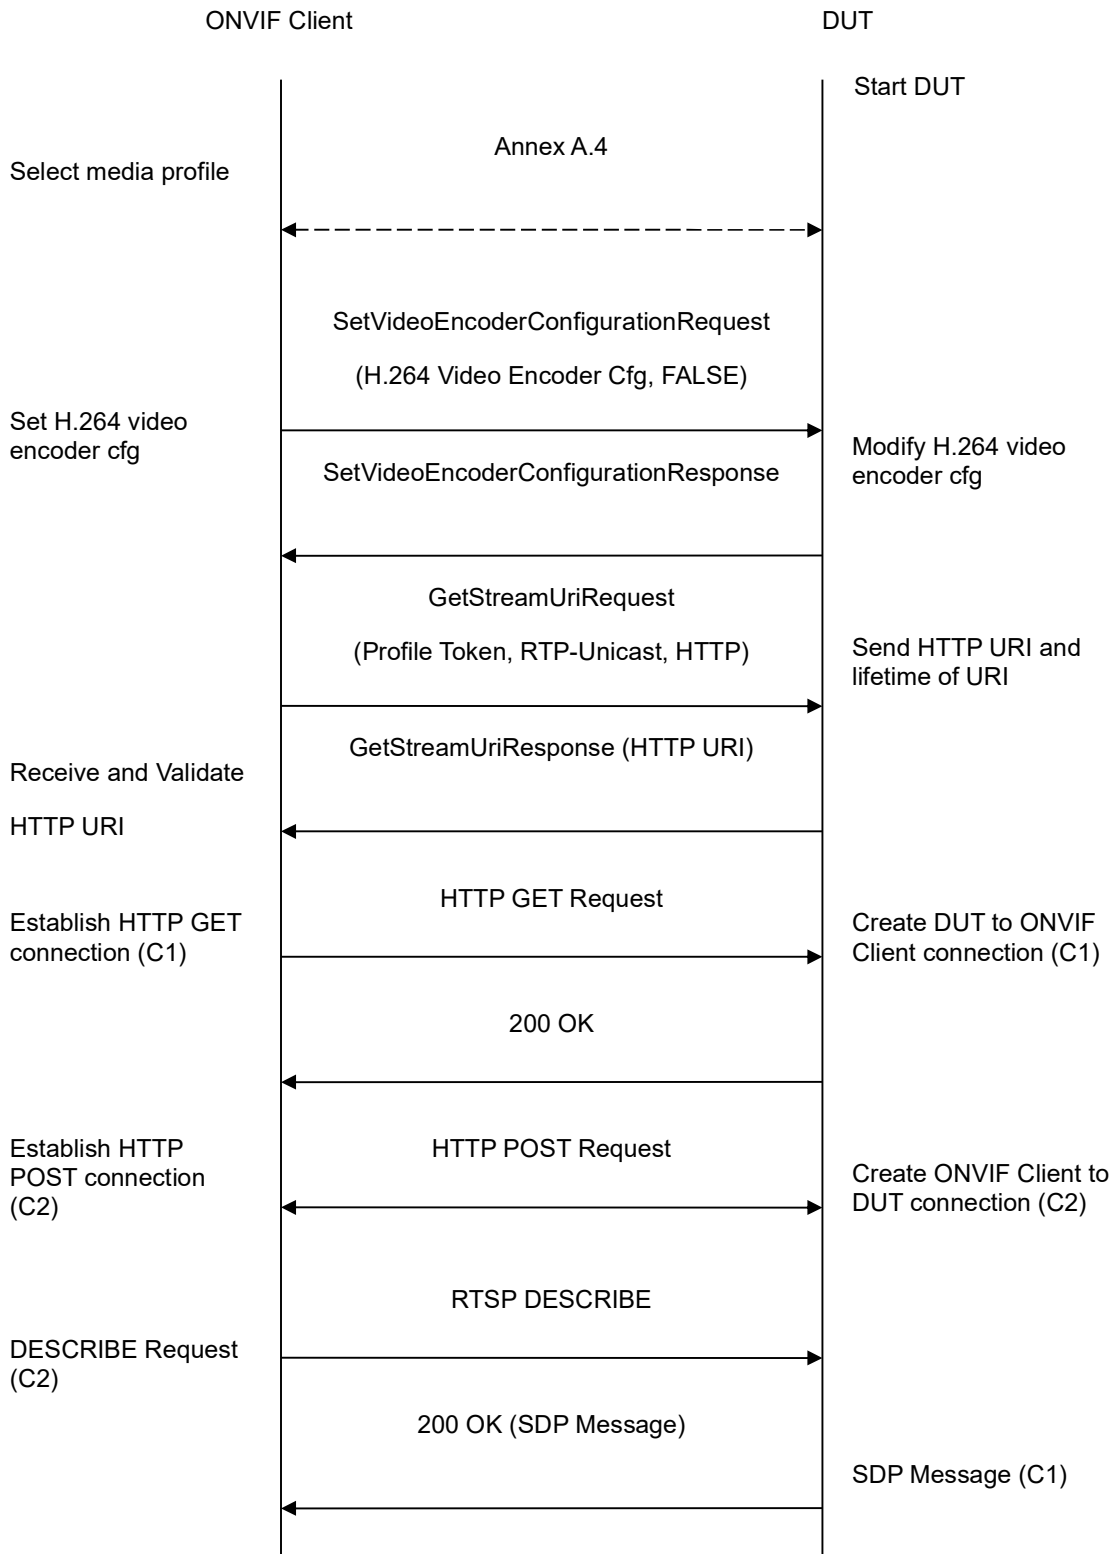 ONVIF Client
DUT
Start DUT
Annex A.4
Select media profile
SetVideoEncoderConfigurationRequest
(H.264 Video Encoder Cfg, FALSE)
Set H.264 video
encoder cfg
Modify H.264 video
encoder cfg
SetVideoEncoderConfigurationResponse
GetStreamUriRequest
(Profile Token, RTP-Unicast, HTTP)
Send HTTP URI and
lifetime of URI
GetStreamUriResponse (HTTP URI)
Receive and Validate
HTTP URI
HTTP GET Request
Establish HTTP GET
connection (C1)
Create DUT to ONVIF
Client connection (C1)
200 OK
Establish HTTP
POST connection
(C2)
HTTP POST Request
Create ONVIF Client to
DUT connection (C2)
RTSP DESCRIBE
DESCRIBE Request
(C2)
200 OK (SDP Message)
SDP Message (C1)